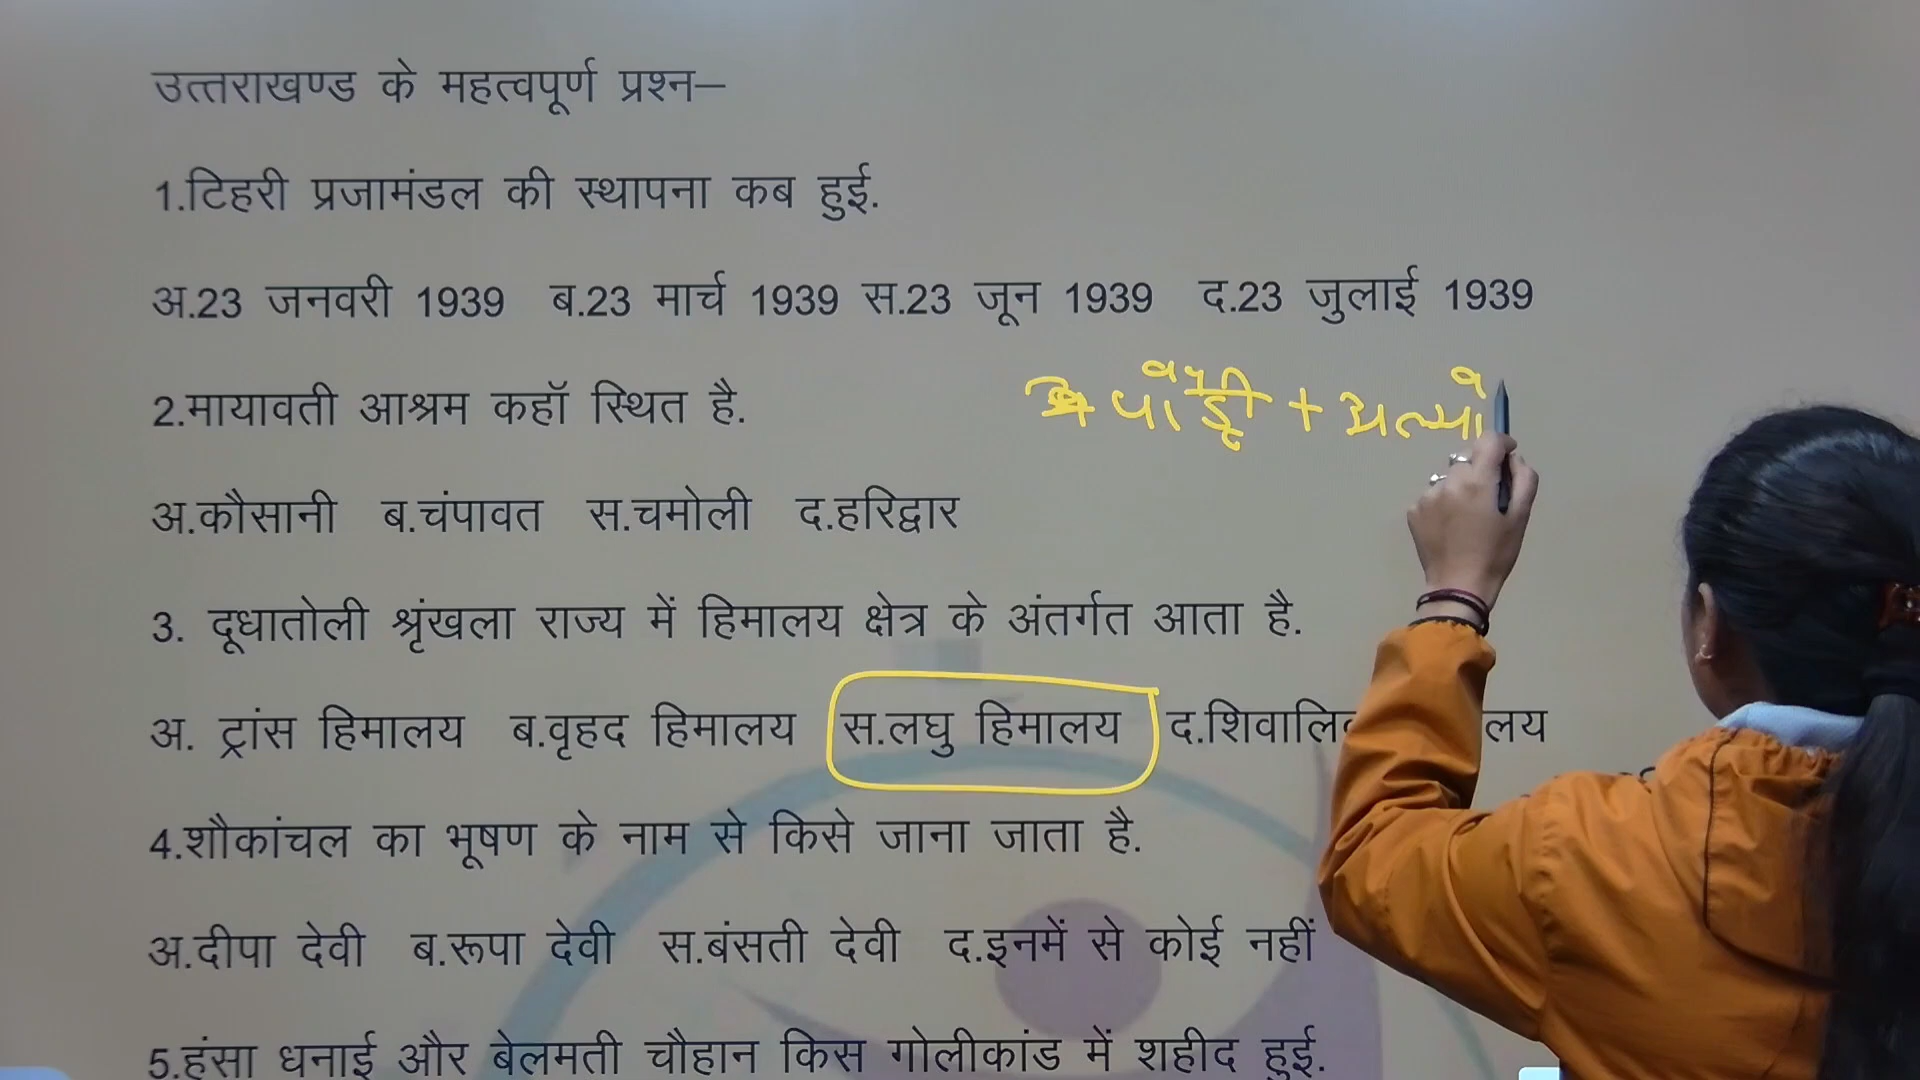 उत्तराखण्ड के महत्वपूर्ण प्रश्न–
1.टिहरी प्रजामंडल की स्थापना कब हुई.
अ.23 जनवरी 1939 ब.23 मार्च 1939 स.23 जून 1939 द.23 जुलाई 1939
2.मायावती आश्रम कहॉ स्थित है.
+
अ.कौसानी ब.चंपावत स.चमोली द.हरिद्वार
3. दूधातोली श्रृंखला राज्य में हिमालय क्षेत्र के अंतर्गत आता है.
अ. ट्रांस हिमालय ब.वृहद हिमालय स.लघु हिमालय
4.शौकांचल का भूषण के नाम से किसे जाना जाता है.
अ.दीपा देवी ब.रूपा देवी स.बंसती देवी द.इनमें से कोई नहीं
5.हंसा धनाई और बेलमती चौहान किस गोलीकांड में शहीद हुई.